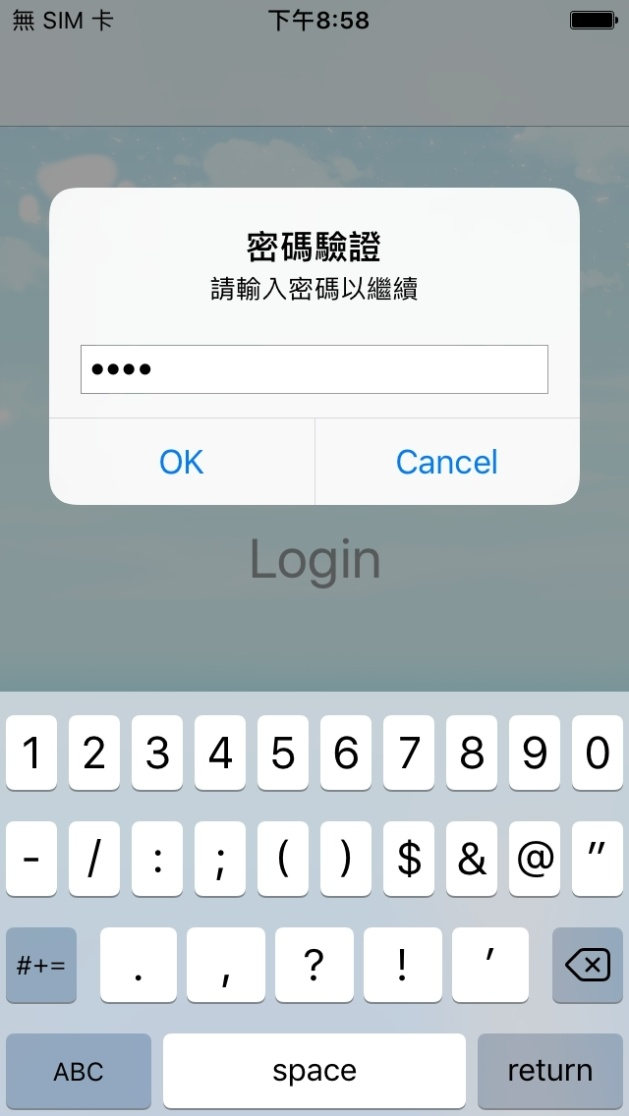 無 SIM 卡 下午8:58
密碼驗證
請輸入密碼以繼續
••••
OK Cancel
Login
1 2 3 4 5 6 7 8 9 0
- / : ; ( ) $ & @ "
#+= . , ? ! '
ABC space return